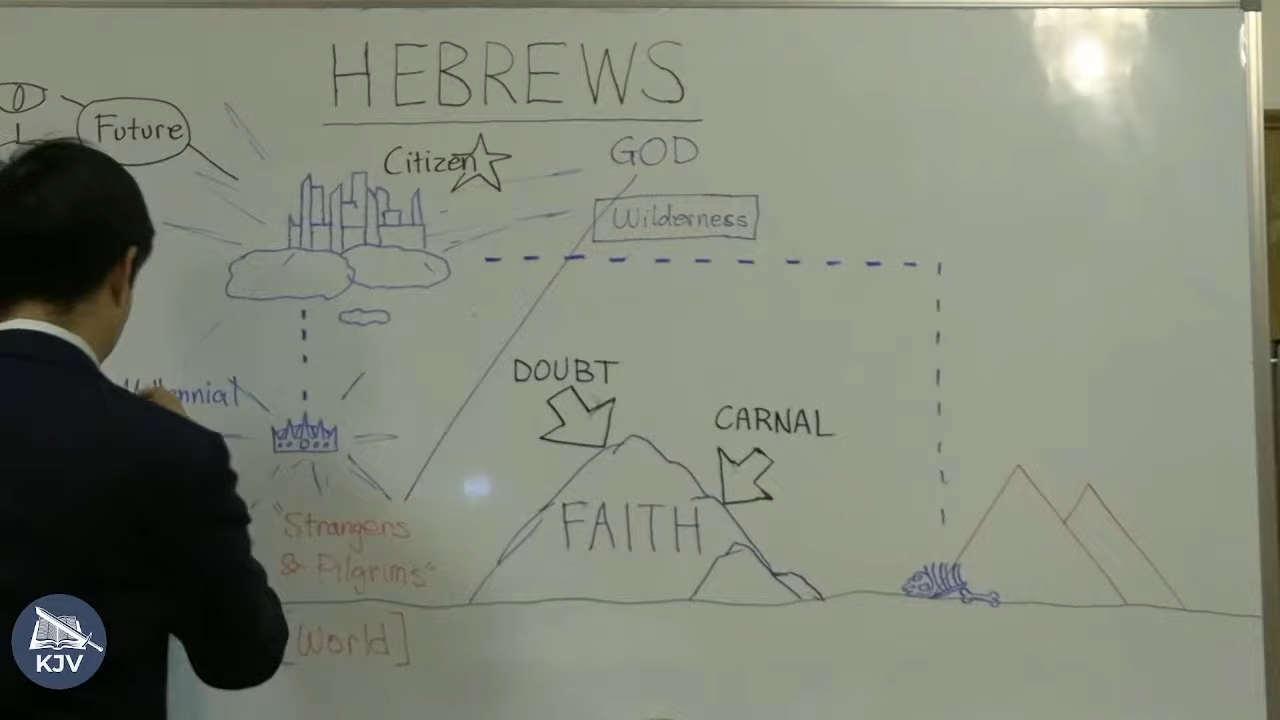 HEBREWS
Future
Citizen
GOD
Wilderness
DOUBT
CARNAL
FAITH
"Strangers
& Pilgrims"
[World]
KJV